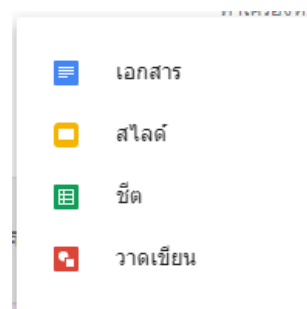 เอกสาร
สไลด์
ชีต
วาดเขียน